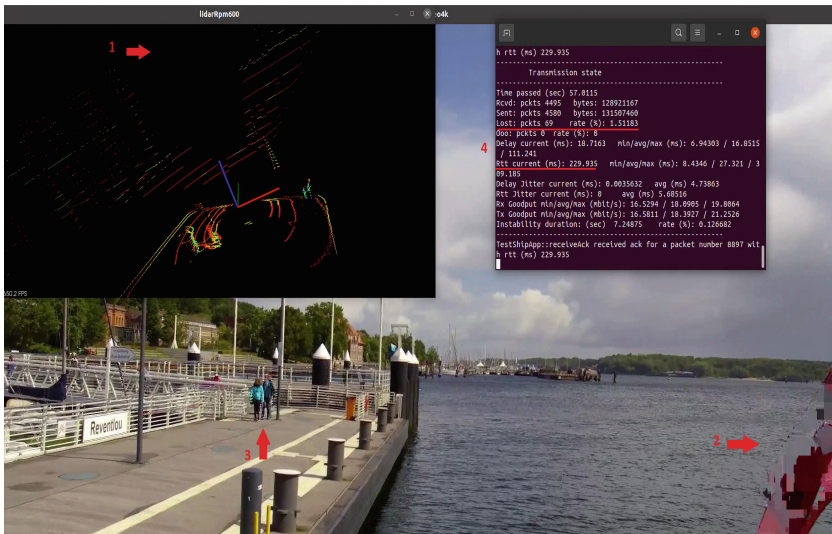 lidarRpm600
o4k
1
h rtt (ms) 229.935
-----------------------------------------------------
Transmission state
-----------------------------------------------------
Time passed (sec) 57.0115
Rcvd: pckts 4495 bytes: 128921167
Sent: pckts 4580 bytes: 131507460
Lost: pckts 69 rate (%): 1.51183
Ooo: pckts 0 rate (%): 0
Delay current (ms): 18.7163 min/avg/max (ms): 6.94303 / 16.8515
/ 111.241
Rtt current (ms): 229.935 min/avg/max (ms): 8.4346 / 27.321 / 3
09.185
Delay Jitter current (ms): 0.0035632 avg (ms) 4.73863
Rtt Jitter current (ms): 0 avg (ms) 5.68516
Rx Goodput min/avg/max (mbit/s): 16.5294 / 18.0905 / 19.8064
Tx Goodput min/avg/max (mbit/s): 16.5811 / 18.3927 / 21.2526
Instability duration: (sec) 7.24875 rate (%): 0.126682
-----------------------------------------------------
TestShipApp::receiveAck received ack for a packet number 8897 wit
h rtt (ms) 229.935
4
FPS
Reventlou
3
2